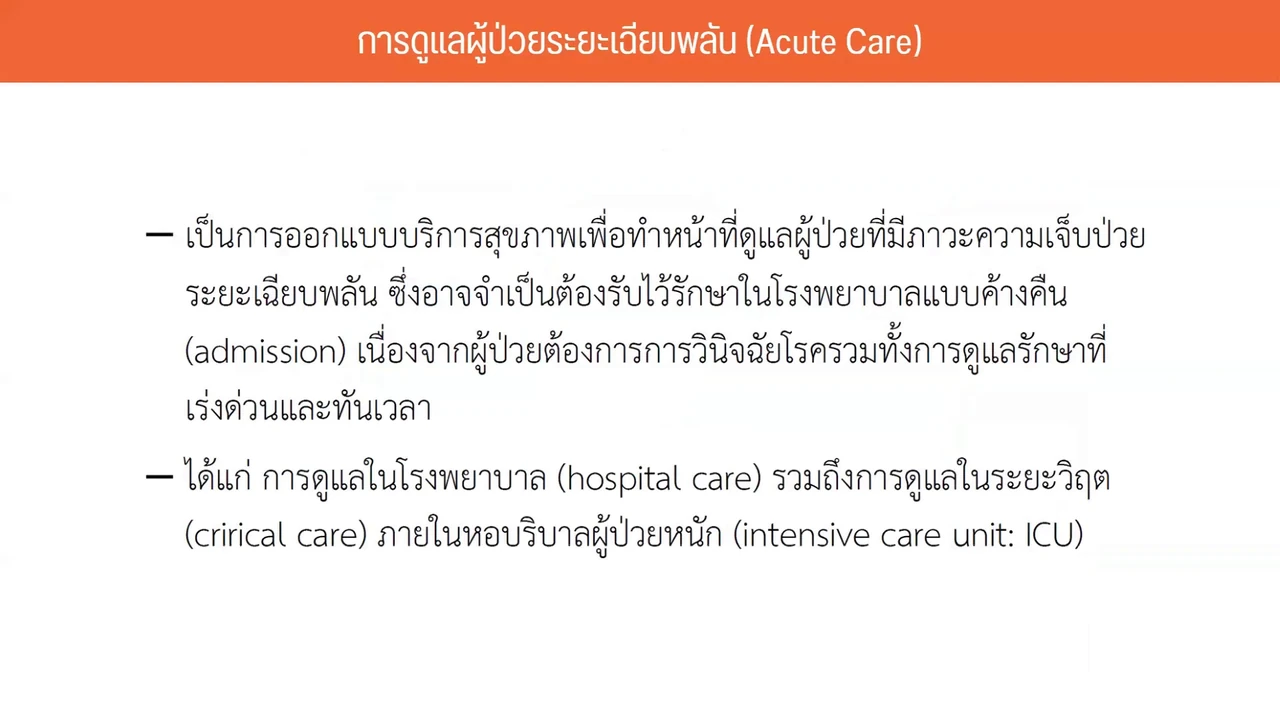 การดูแลผู้ป่วยระยะเฉียบพลัน (Acute Care)
— เป็นการออกแบบบริการสุขภาพเพื่อทำหน้าที่ดูแลผู้ป่วยที่มีภาวะความเจ็บป่วย
ระยะเฉียบพลัน ซึ่งอาจจำเป็นต้องรับไว้รักษาในโรงพยาบาลแบบค้างคืน
(admission) เนื่องจากผู้ป่วยต้องการการวินิจฉัยโรครวมทั้งการดูแลรักษาที่
เร่งด่วนและทันเวลา
— ได้แก่ การดูแลในโรงพยาบาล (hospital care) รวมถึงการดูแลในระยะวิฤต
(crirical care) ภายในหอบริบาลผู้ป่วยหนัก (intensive care unit: ICU)